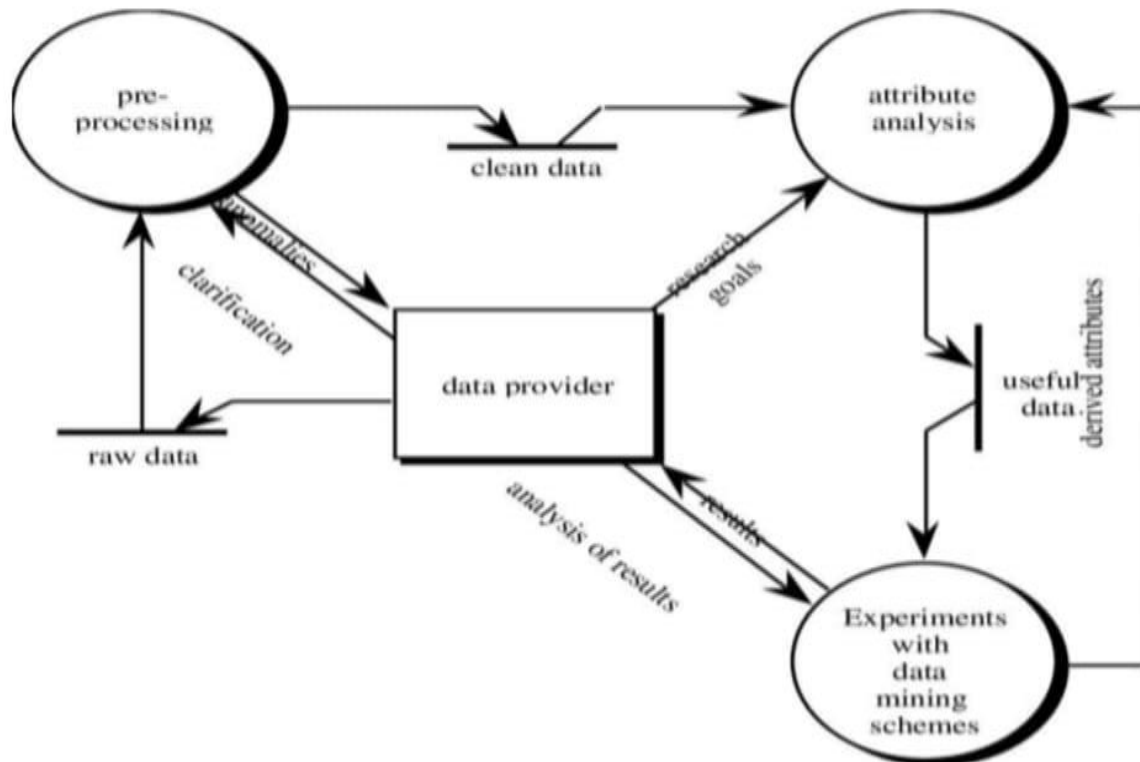 pre-
processing
attribute
analysis
clean data
anomalies
clarification
research
goals
data provider
useful
data.
derived attributes
raw data
results
analysis of results
Experiments
with
data
mining
schemes